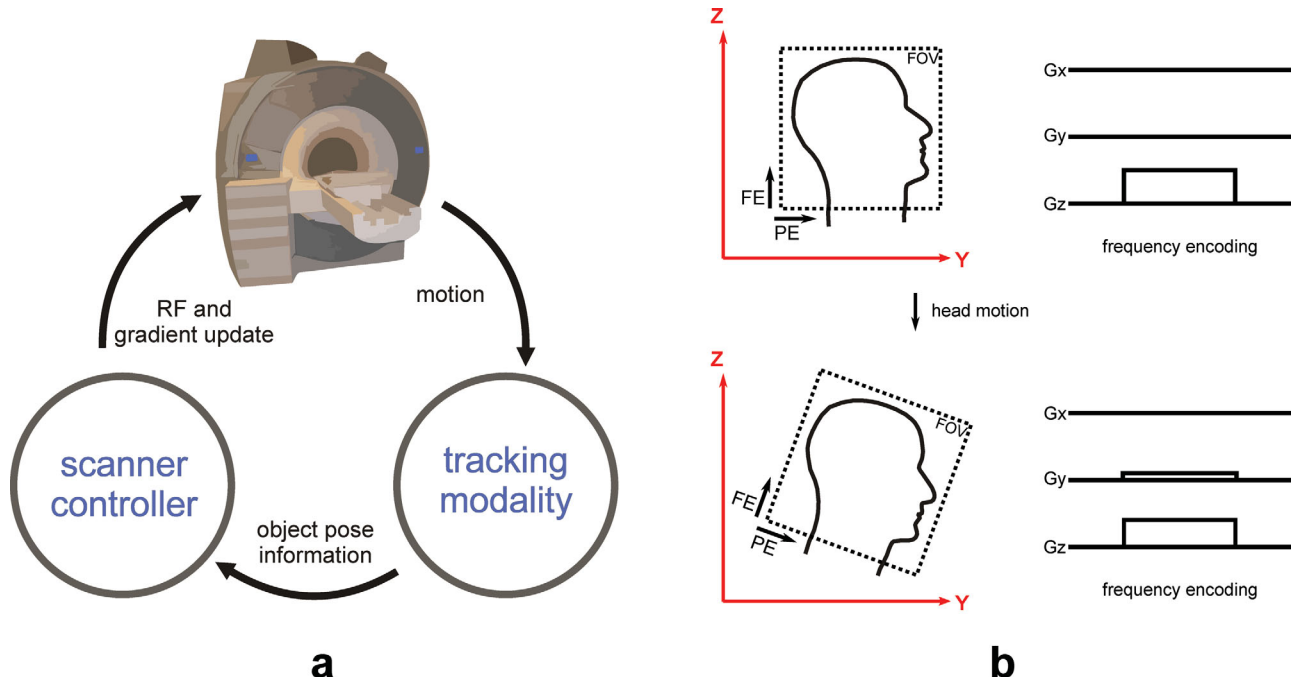 RF and
gradient update
motion
scanner
controller
tracking
modality
object pose
information
a
Z
FOV
FE
PE
Y
Gx
Gy
Gz
frequency encoding
head motion
Z
FOV
FE
PE
Y
Gx
Gy
Gz
frequency encoding
b